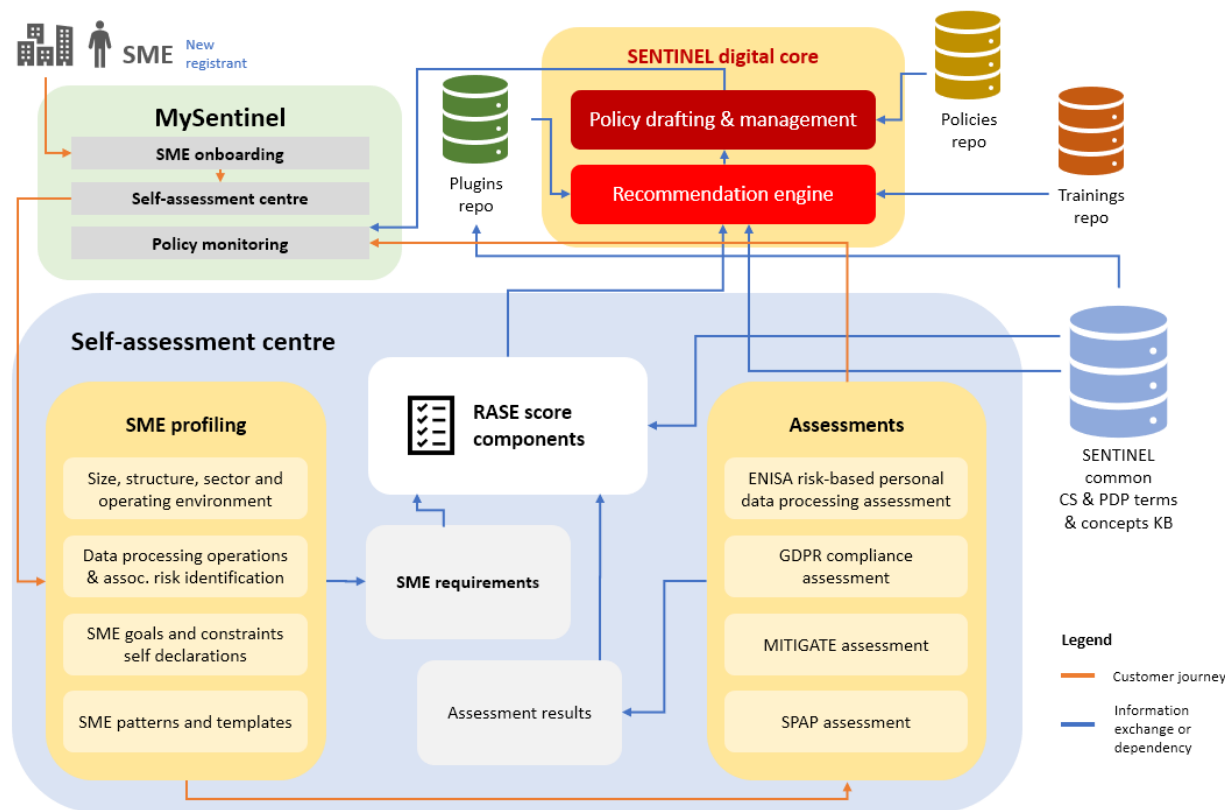 SME
New
registrant
MySentinel
SME onboarding
Self-assessment centre
Policy monitoring
Plugins
repo
SENTINEL digital core
Policy drafting & management
Recommendation engine
Policies
repo
Trainings
repo
Self-assessment centre
SME profiling
Size, structure, sector and
operating environment
Data processing operations
& assoc. risk identification
SME goals and constraints
self declarations
SME patterns and templates
RASE score
components
SME requirements
Assessment results
Assessments
ENISA risk-based personal
data processing assessment
GDPR compliance
assessment
MITIGATE assessment
SPAP assessment
SENTINEL
common
CS & PDP terms
& concepts KB
Legend
Customer journey
Information
exchange or
dependency